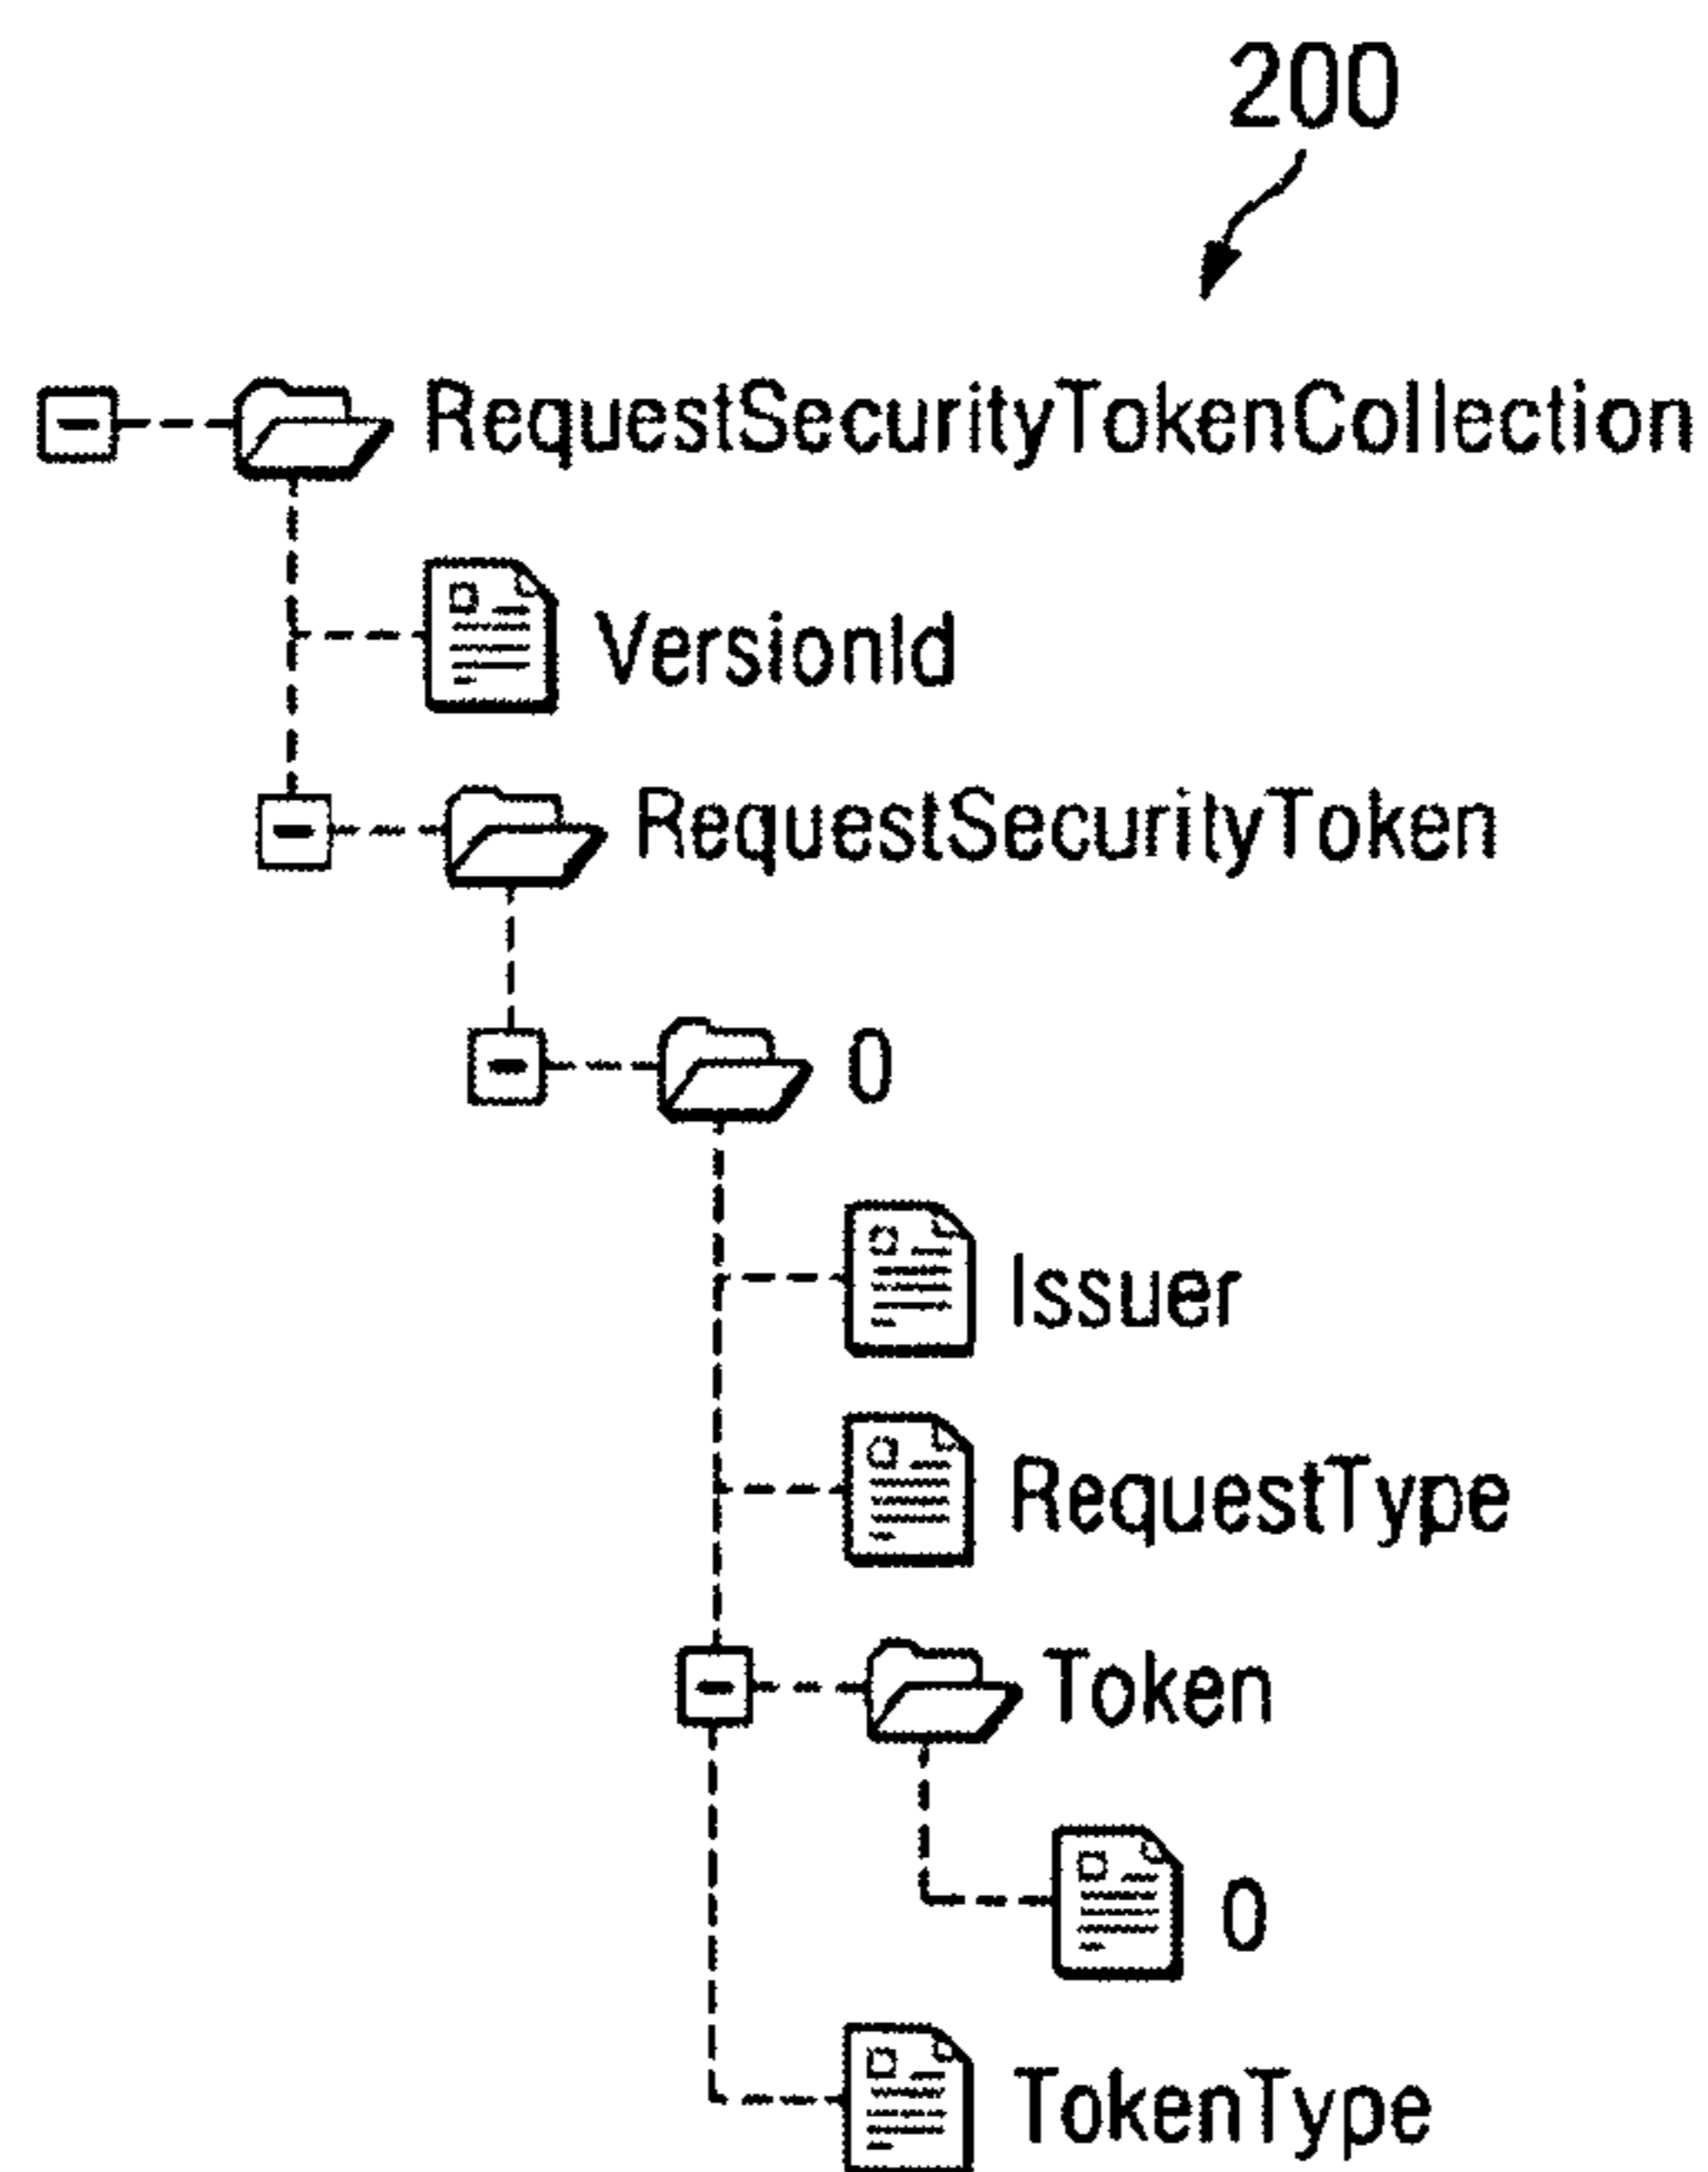 200
RequestSecurityTokenCollection
VersionId
RequestSecurityToken
0
Issuer
RequestType
Token
0
TokenType